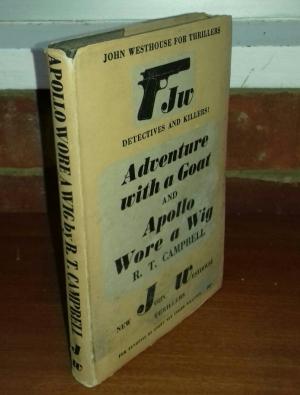 JOHN WESTHOUSE FOR THRILLERS
JW
DETECTIVES AND KILLERS!
Adventure
with a Goat
AND
Apollo
Wore a Wig
R. T. CAMPBELL
NEW JOHN WESTHOUSE
THRILLERS
APOLLO WORE A WIG by R. T. CAMPBELL
JW